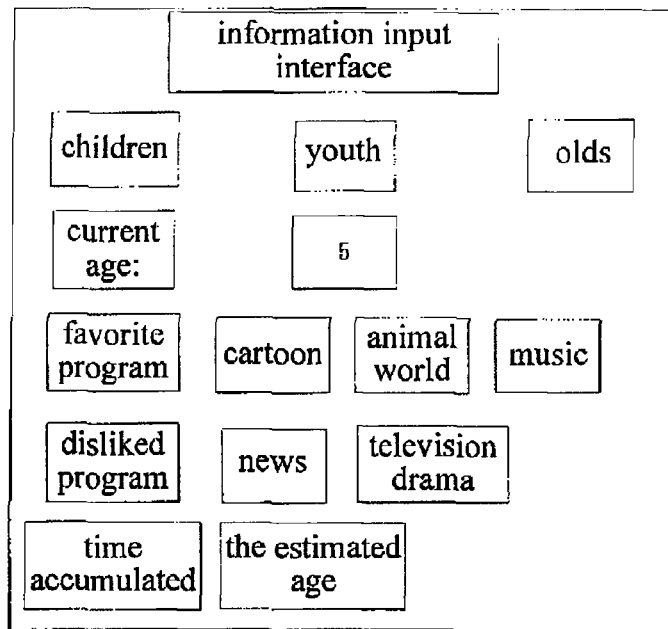 information input
interface
children youth olds
current
age: 5
favorite
program cartoon animal
world music
disliked
program news television
drama
time
accumulated the estimated
age